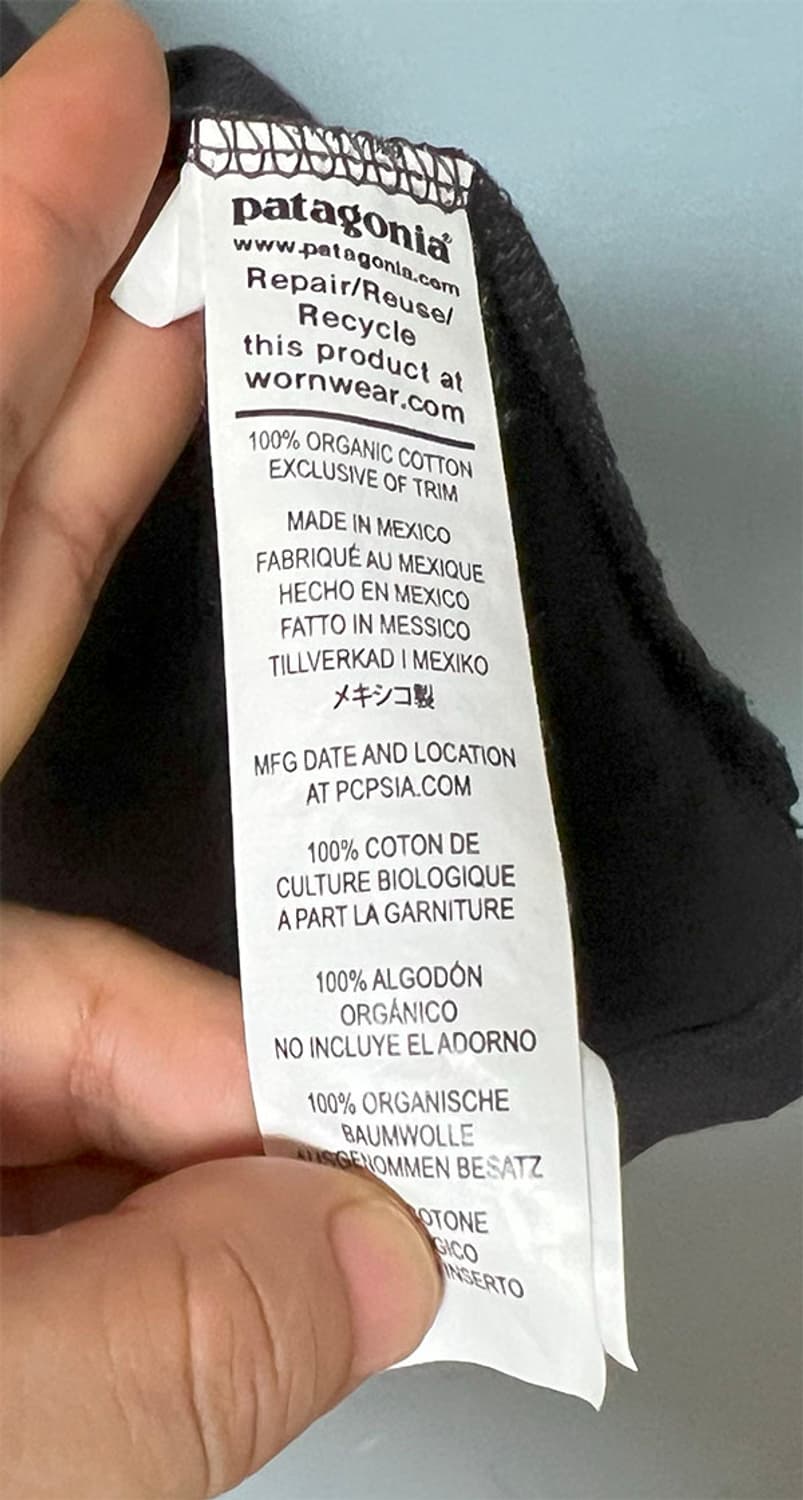 patagonia®
www.patagonia.com
Repair/Reuse/
Recycle
this product at
wornwear.com
100% ORGANIC COTTON
EXCLUSIVE OF TRIM
MADE IN MEXICO
FABRIQUÉ AU MEXIQUE
HECHO EN MEXICO
FATTO IN MESSICO
TILLVERKAD I MEXIKO
メキシコ製
MFG DATE AND LOCATION
AT PCPSIA.COM
100% COTON DE
CULTURE BIOLOGIQUE
A PART LA GARNITURE
100% ALGODÓN
ORGÁNICO
NO INCLUYE EL ADORNO
100% ORGANISCHE
BAUMWOLLE
AUSGENOMMEN BESATZ
INSERTO